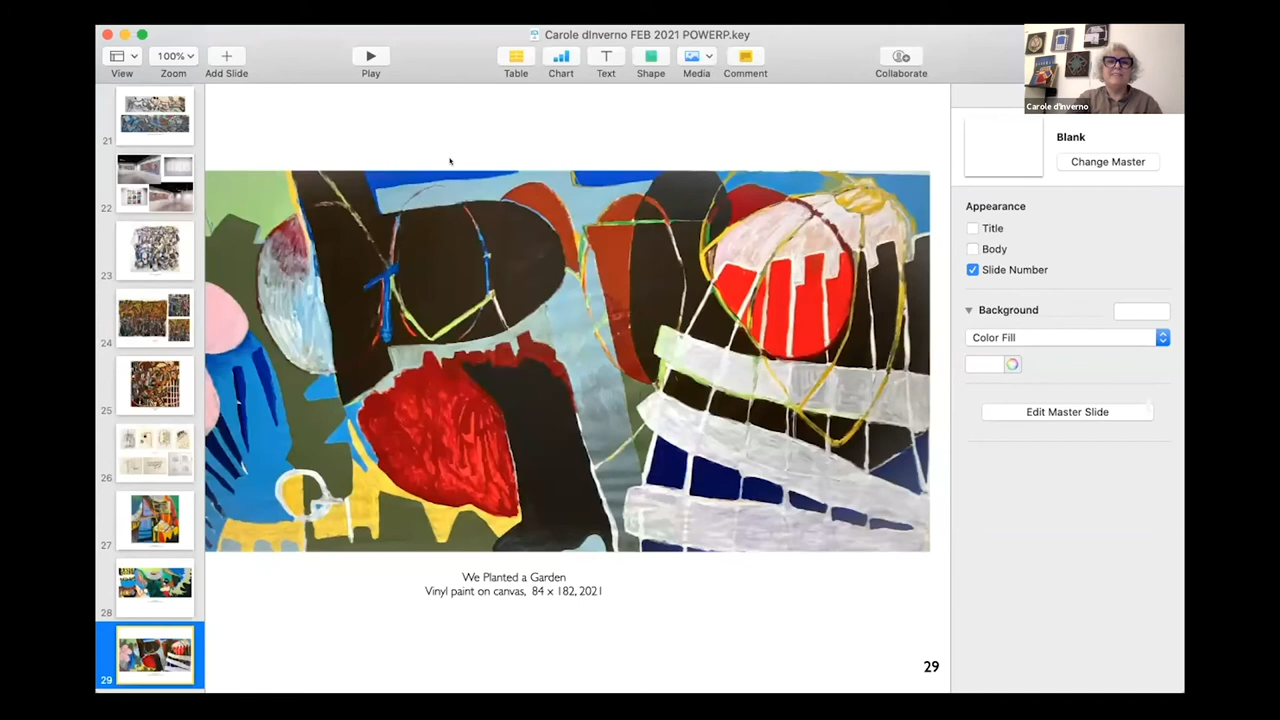 Carole dInverno FEB 2021 POWERP.key
100%
View Zoom Add Slide Play Table Chart Text Shape Media Comment Collaborate
Carole d'Inverno
21
22
23
24
25
26
27
28
29
We Planted a Garden
Vinyl paint on canvas, 84 x 182, 2021
29
Blank
Change Master
Appearance
Title
Body
Slide Number
Background
Color Fill
Edit Master Slide